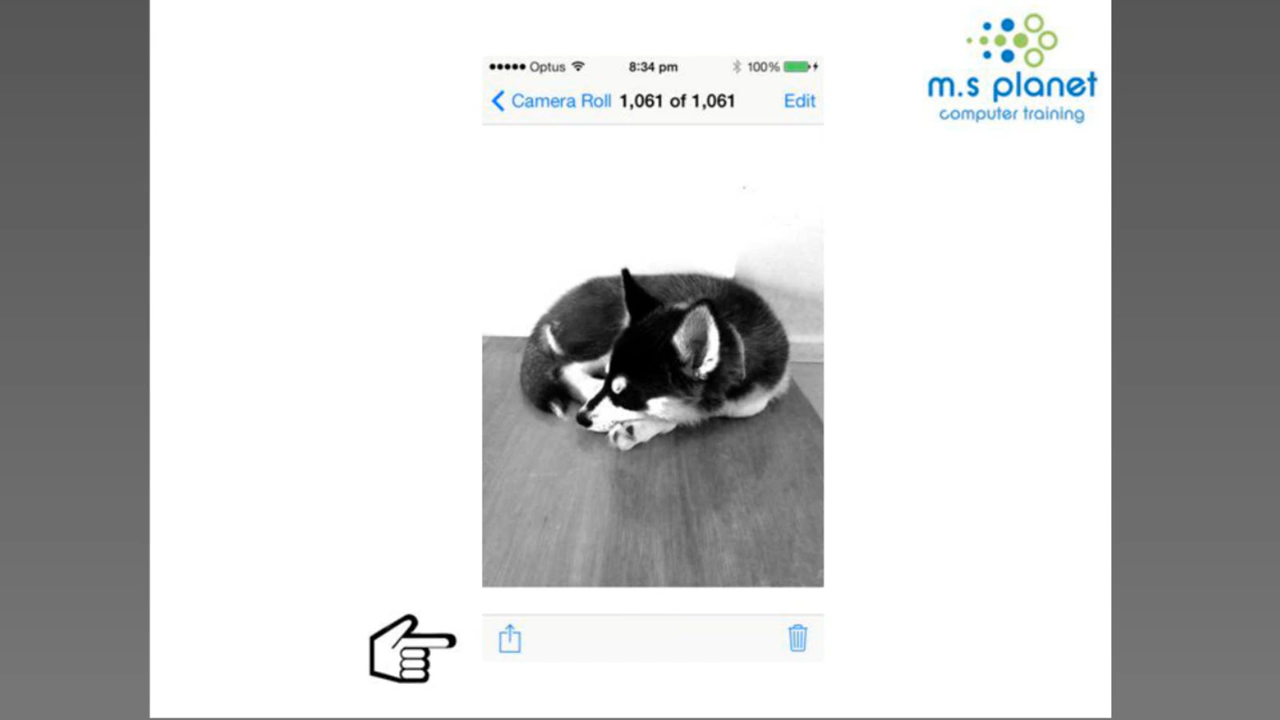 Optus 8:34 pm 100%
Camera Roll 1,061 of 1,061 Edit
m.s planet
computer training